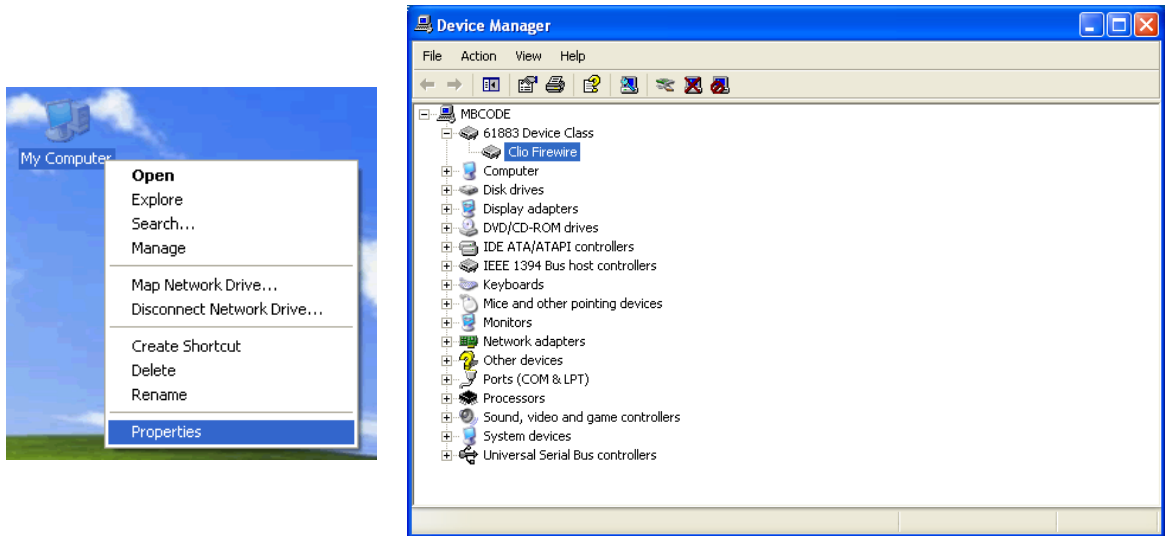 My Computer
Open
Explore
Search...
Manage
Map Network Drive...
Disconnect Network Drive...
Create Shortcut
Delete
Rename
Properties
Device Manager
File Action View Help
MBCODE
61883 Device Class
Clio Firewire
Computer
Disk drives
Display adapters
DVD/CD-ROM drives
IDE ATA/ATAPI controllers
IEEE 1394 Bus host controllers
Keyboards
Mice and other pointing devices
Monitors
Network adapters
Other devices
Ports (COM & LPT)
Processors
Sound, video and game controllers
System devices
Universal Serial Bus controllers